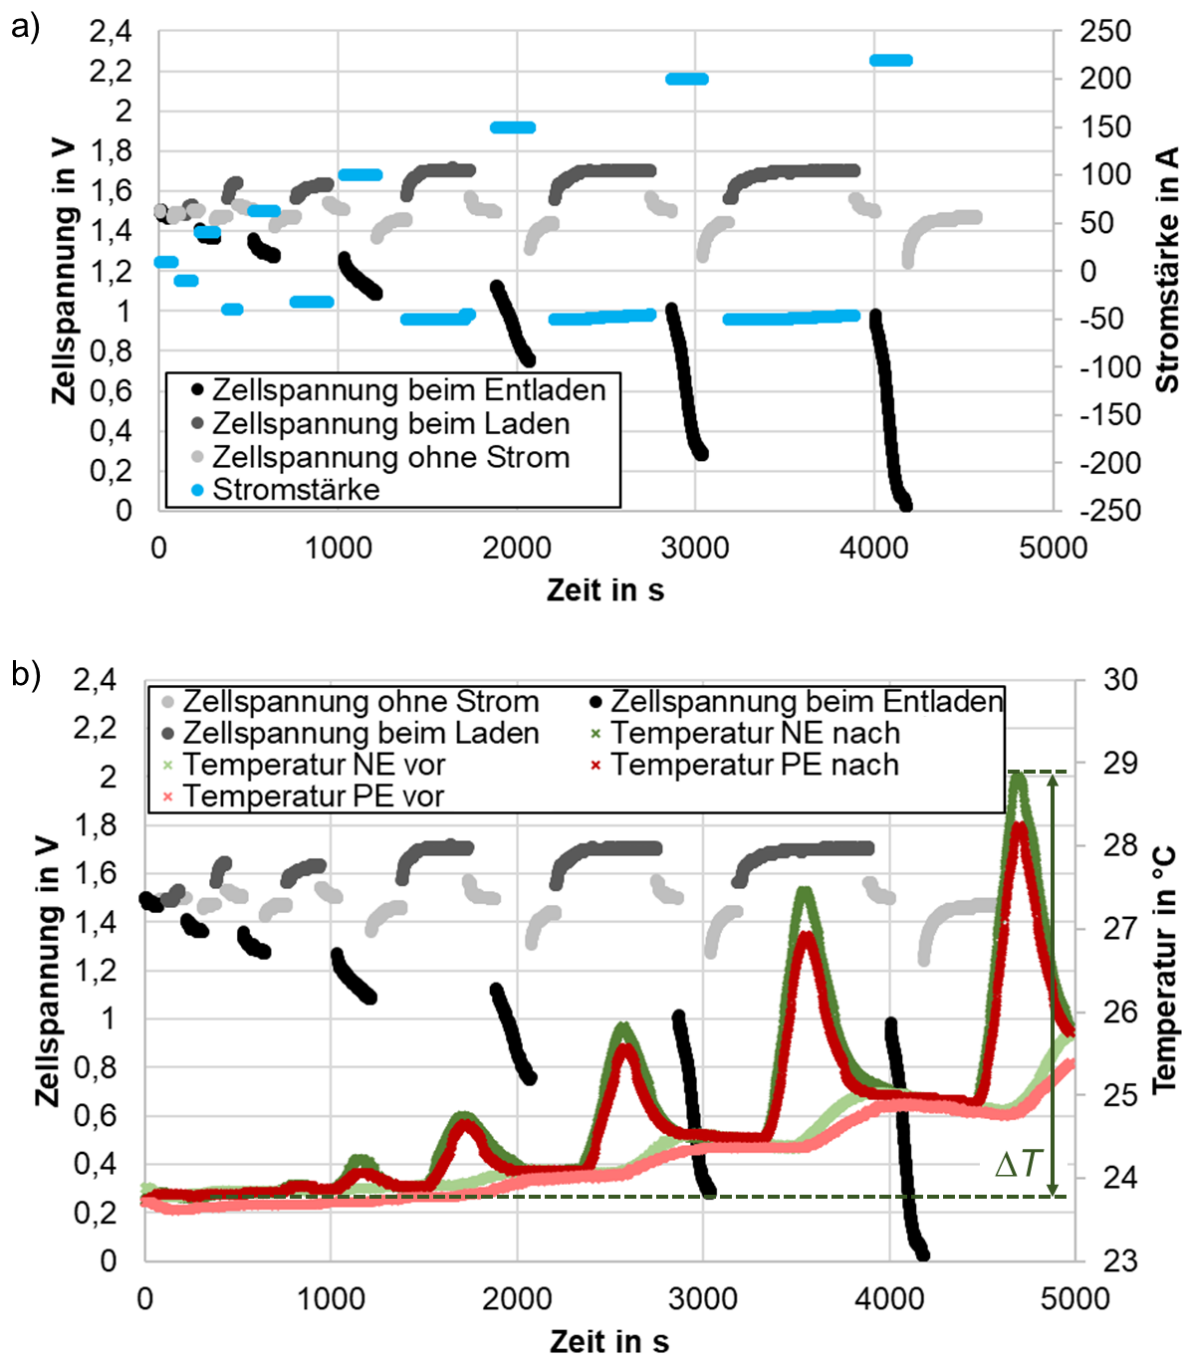 a)
2,4
2,2
2
1,8
1,6
1,4
1,2
1
0,8
0,6
0,4
0,2
0
Zellspannung in V
250
200
150
100
50
0
-50
-100
-150
-200
-250
Stromstärke in A
Zellspannung beim Entladen
Zellspannung beim Laden
Zellspannung ohne Strom
Stromstärke
0 1000 2000 3000 4000 5000
Zeit in s
b)
2,4
2,2
2
1,8
1,6
1,4
1,2
1
0,8
0,6
0,4
0,2
0
Zellspannung in V
30
29
28
27
26
25
24
23
Temperatur in °C
Zellspannung ohne Strom Zellspannung beim Entladen
Zellspannung beim Laden Temperatur NE nach
Temperatur NE vor Temperatur PE nach
Temperatur PE vor
ΔT
0 1000 2000 3000 4000 5000
Zeit in s